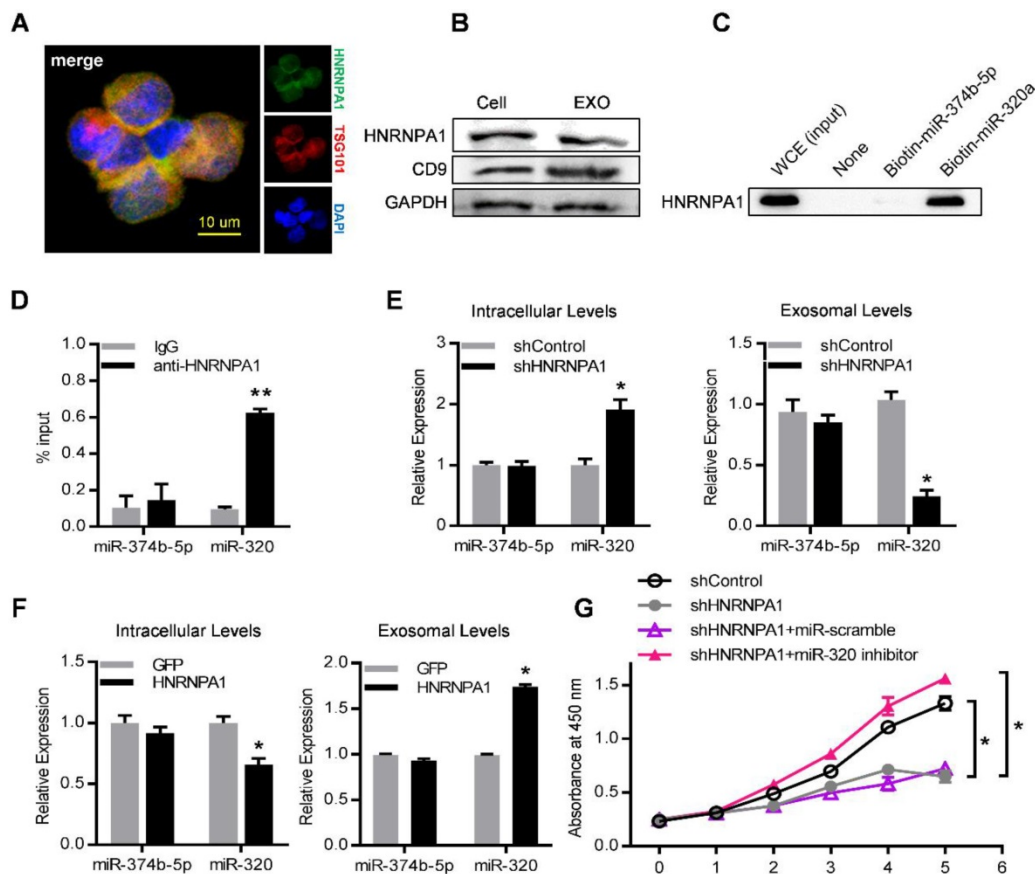 A
merge
10 um
HNRNPA1
TSG101
DAPI
B
Cell EXO
HNRNPA1
CD9
GAPDH
C
WCE (input)
None
Biotin-miR-374b-5p
Biotin-miR-320a
HNRNPA1
D
IgG
anti-HNRNPA1
% input
1.0
0.8
0.6
0.4
0.2
0.0
**
miR-374b-5p miR-320
E
Intracellular Levels
shControl
shHNRNPA1
Relative Expression
3
2
1
0
*
miR-374b-5p miR-320
Exosomal Levels
shControl
shHNRNPA1
Relative Expression
1.5
1.0
0.5
0.0
*
miR-374b-5p miR-320
F
Intracellular Levels
GFP
HNRNPA1
Relative Expression
1.5
1.0
0.5
0.0
*
miR-374b-5p miR-320
Exosomal Levels
GFP
HNRNPA1
Relative Expression
2.0
1.5
1.0
0.5
0.0
*
miR-374b-5p miR-320
G
shControl
shHNRNPA1
shHNRNPA1+miR-scramble
shHNRNPA1+miR-320 inhibitor
Absorbance at 450 nm
1.5
1.0
0.5
0.0
*
*
0 1 2 3 4 5 6